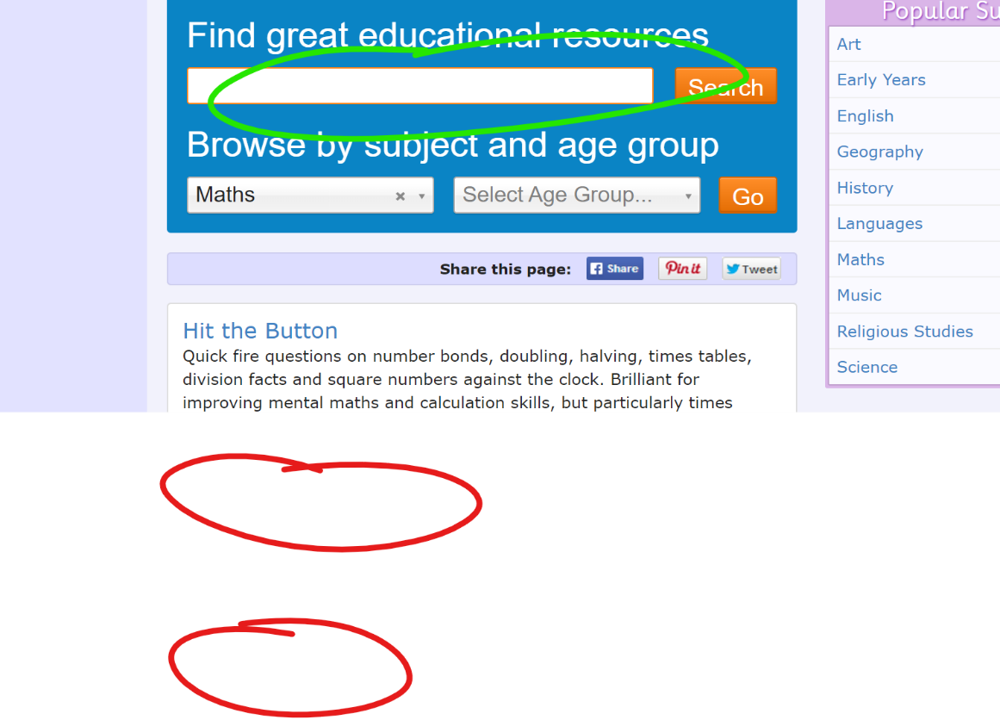 Find great educational resources
Search
Browse by subject and age group
Maths
Select Age Group...
Go
Share this page:
Share
Pin it
Tweet
Hit the Button
Quick fire questions on number bonds, doubling, halving, times tables,
division facts and square numbers against the clock. Brilliant for
improving mental maths and calculation skills, but particularly times
Popular
Art
Early Years
English
Geography
History
Languages
Maths
Music
Religious Studies
Science